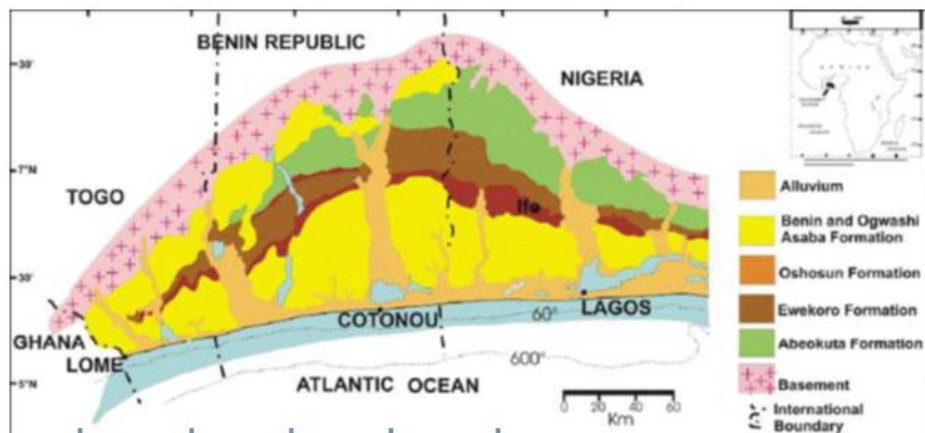 BENIN REPUBLIC
NIGERIA
30'
7°N
TOGO
Ife
30'
COTONOU
60°
LAGOS
GHANA
LOME
600°
5°N
ATLANTIC OCEAN
0 20 40 60
Km
Alluvium
Benin and Ogwashi
Asaba Formation
Oshosun Formation
Ewekoro Formation
Abeokuta Formation
Basement
International
Boundary